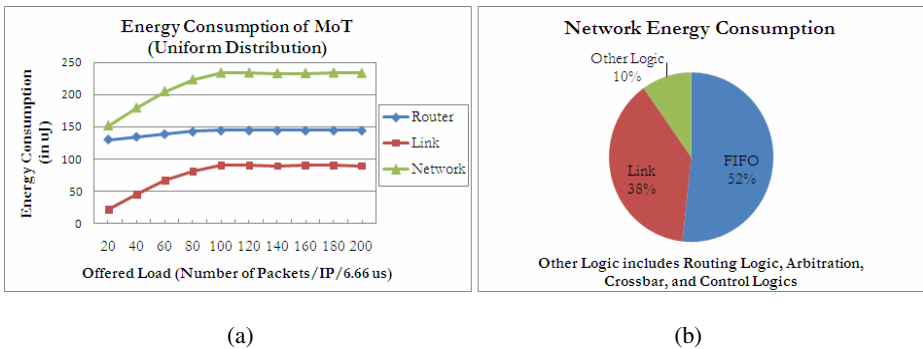 Energy Consumption of MoT
(Uniform Distribution)
Energy Consumption
(in uJ)
250
200
150
100
50
0
20 40 60 80 100 120 140 160 180 200
Offered Load (Number of Packets/IP/6.66 us)
Router
Link
Network
(a)
Network Energy Consumption
Other Logic
10%
Link
38%
FIFO
52%
Other Logic includes Routing Logic, Arbitration,
Crossbar, and Control Logics
(b)